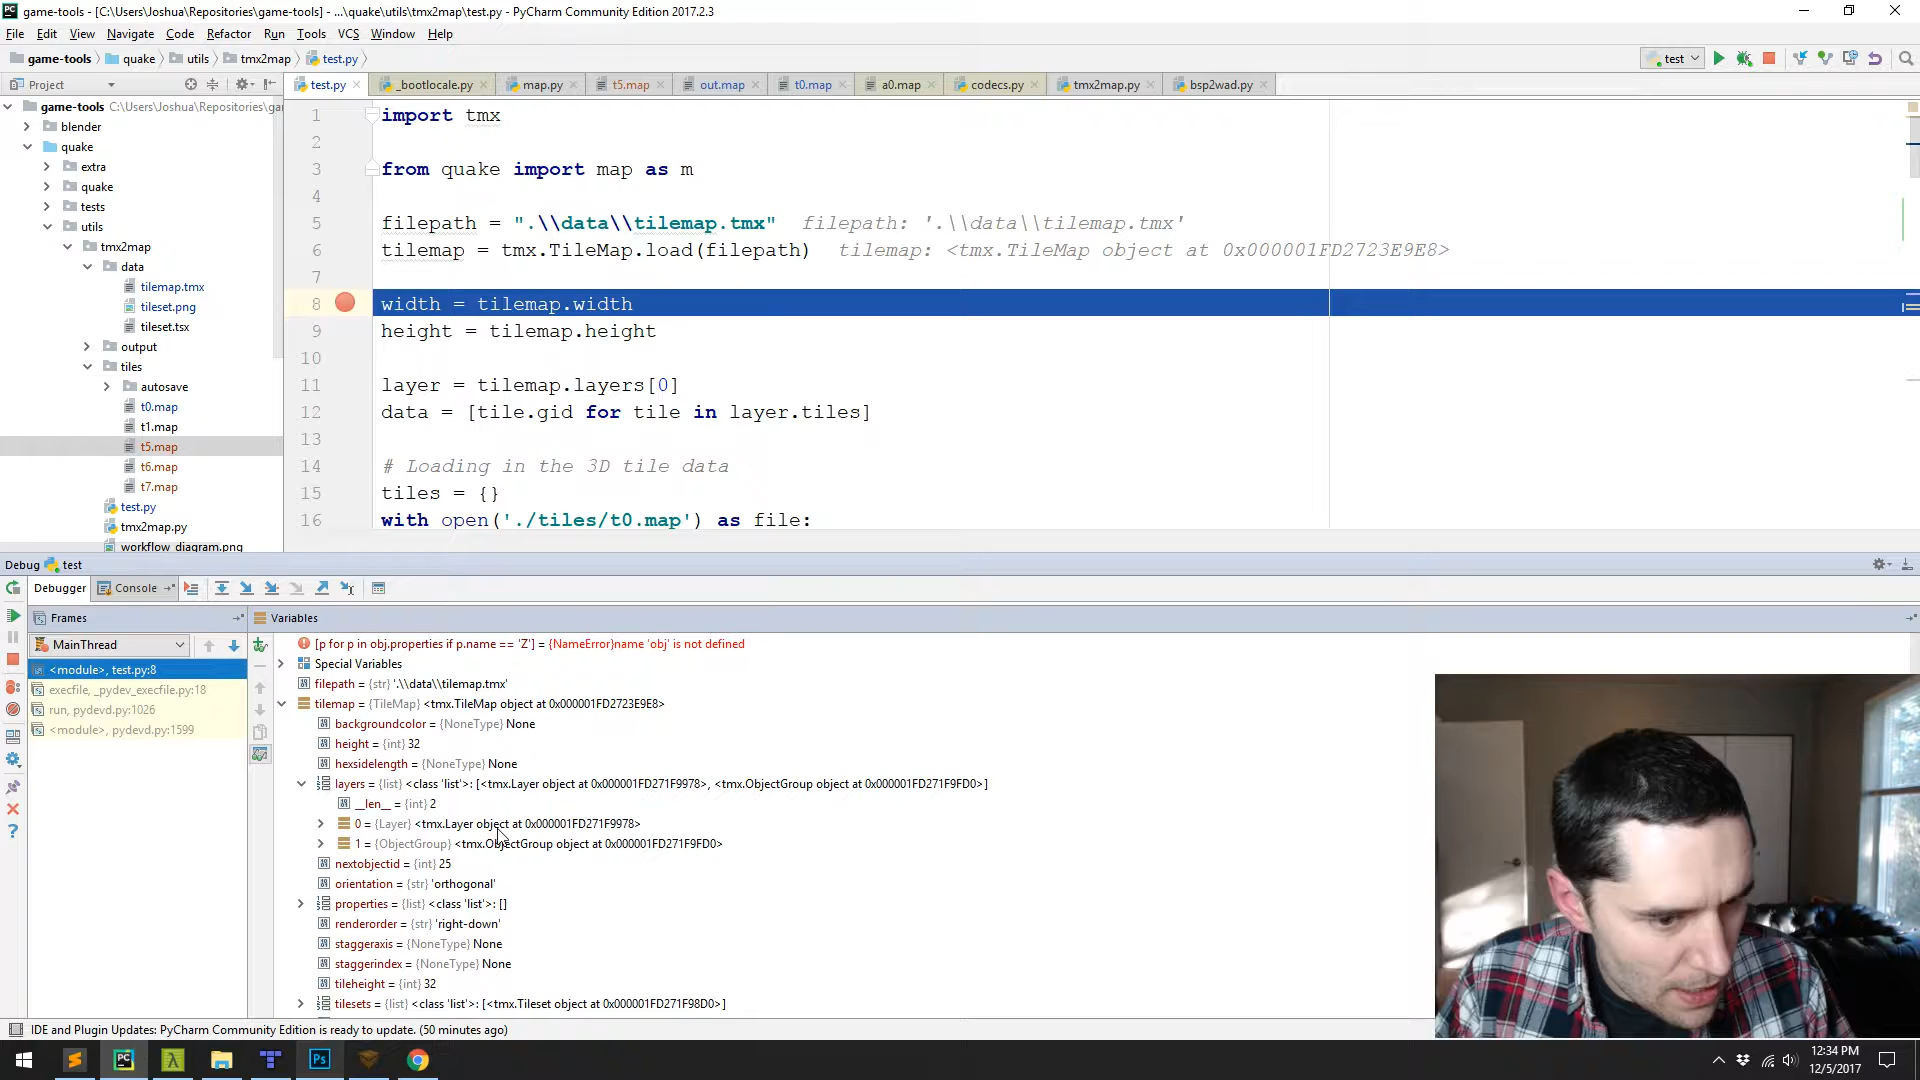 game-tools - [C:\Users\Joshua\Repositories\game-tools] - ...\quake\utils\tmx2map\test.py - PyCharm Community Edition 2017.2.3
File Edit View Navigate Code Refactor Run Tools VCS Window Help
game-tools quake utils tmx2map test.py
test
Project
test.py _bootlocale.py map.py t5.map out.map t0.map a0.map codecs.py tmx2map.py bsp2wad.py
game-tools C:\Users\Joshua\Repositories\ga
blender
quake
extra
quake
tests
utils
tmx2map
data
tilemap.tmx
tileset.png
tileset.tsx
output
tiles
autosave
t0.map
t1.map
t5.map
t6.map
t7.map
test.py
tmx2map.py
workflow_diagram.png
1 import tmx
2
3 from quake import map as m
4
5 filepath = ".\\data\\tilemap.tmx" filepath: '.\\data\\tilemap.tmx'
6 tilemap = tmx.TileMap.load(filepath) tilemap: <tmx.TileMap object at 0x000001FD2723E9E8>
7
8 width = tilemap.width
9 height = tilemap.height
10
11 layer = tilemap.layers[0]
12 data = [tile.gid for tile in layer.tiles]
13
14 # Loading in the 3D tile data
15 tiles = {}
16 with open('./tiles/t0.map') as file:
Debug test
Debugger Console
Frames
MainThread
<module>, test.py:8
execfile, _pydev_execfile.py:18
run, pydevd.py:1026
<module>, pydevd.py:1599
Variables
[p for p in obj.properties if p.name == 'Z'] = {NameError}name 'obj' is not defined
Special Variables
filepath = {str} '.\\data\\tilemap.tmx'
tilemap = {TileMap} <tmx.TileMap object at 0x000001FD2723E9E8>
backgroundcolor = {NoneType} None
height = {int} 32
hexsidelength = {NoneType} None
layers = {list} <class 'list'>: [<tmx.Layer object at 0x000001FD271F9978>, <tmx.ObjectGroup object at 0x000001FD271F9FD0>]
__len__ = {int} 2
0 = {Layer} <tmx.Layer object at 0x000001FD271F9978>
1 = {ObjectGroup} <tmx.ObjectGroup object at 0x000001FD271F9FD0>
nextobjectid = {int} 25
orientation = {str} 'orthogonal'
properties = {list} <class 'list'>: []
renderorder = {str} 'right-down'
staggeraxis = {NoneType} None
staggerindex = {NoneType} None
tileheight = {int} 32
tilesets = {list} <class 'list'>: [<tmx.Tileset object at 0x000001FD271F98D0>]
IDE and Plugin Updates: PyCharm Community Edition is ready to update. (50 minutes ago)
12:34 PM
12/5/2017